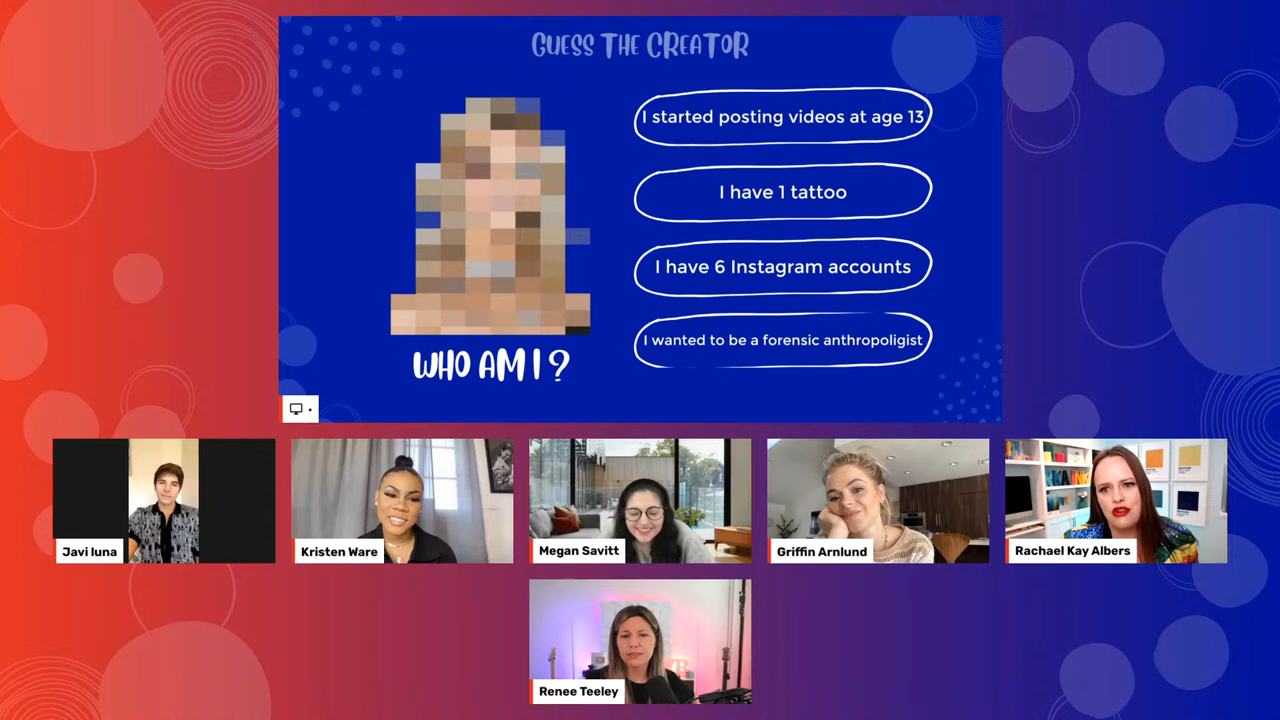 GUESS THE CREATOR
I started posting videos at age 13
I have 1 tattoo
I have 6 Instagram accounts
I wanted to be a forensic anthropoligist
WHO AM I?
Javi luna
Kristen Ware
Megan Savitt
Griffin Arnlund
Rachael Kay Albers
Renee Teeley